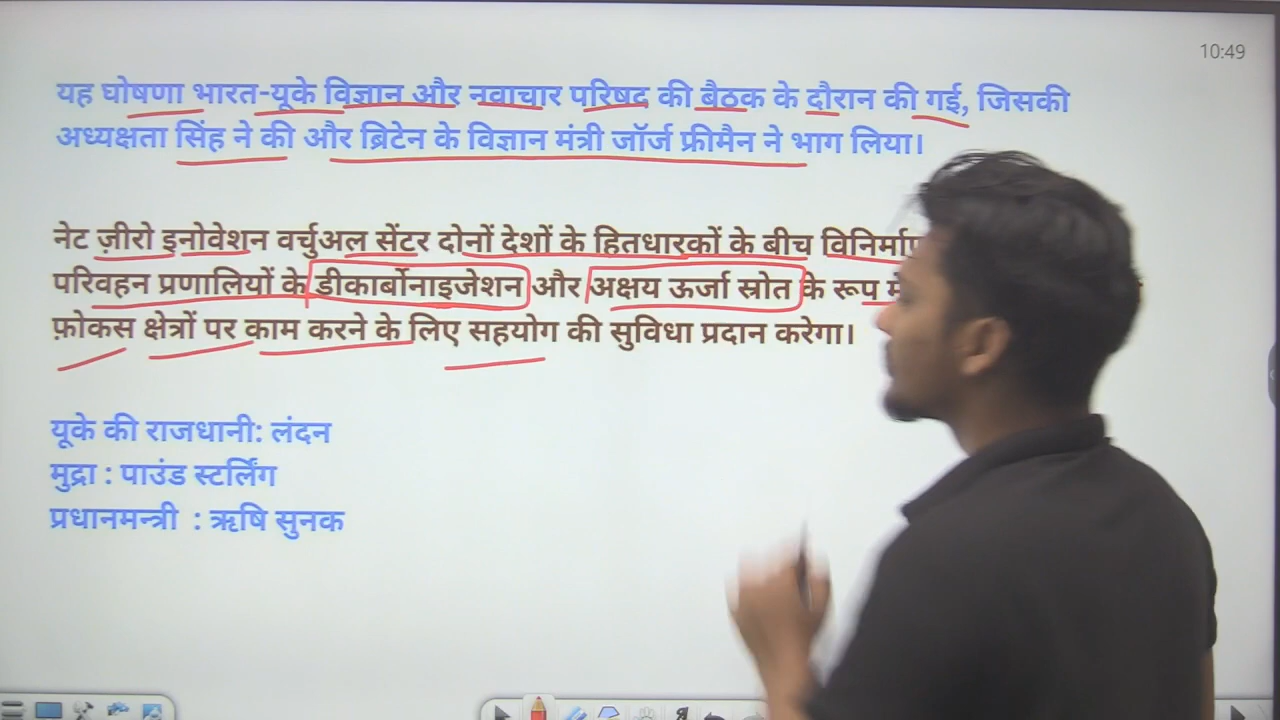 10:49
यह घोषणा भारत-यूके विज्ञान और नवाचार परिषद की बैठक के दौरान की गई, जिसकी
अध्यक्षता सिंह ने की और ब्रिटेन के विज्ञान मंत्री जॉर्ज फ्रीमैन ने भाग लिया।
नेट ज़ीरो इनोवेशन वर्चुअल सेंटर दोनों देशों के हितधारकों के बीच
परिवहन प्रणालियों के डीकार्बोनाइजेशन और अक्षय ऊर्जा स्रोत के रूप
फ़ोकस क्षेत्रों पर काम करने के लिए सहयोग की सुविधा प्रदान करेगा।
यूके की राजधानी: लंदन
मुद्रा : पाउंड स्टर्लिंग
प्रधानमन्त्री : ऋषि सुनक